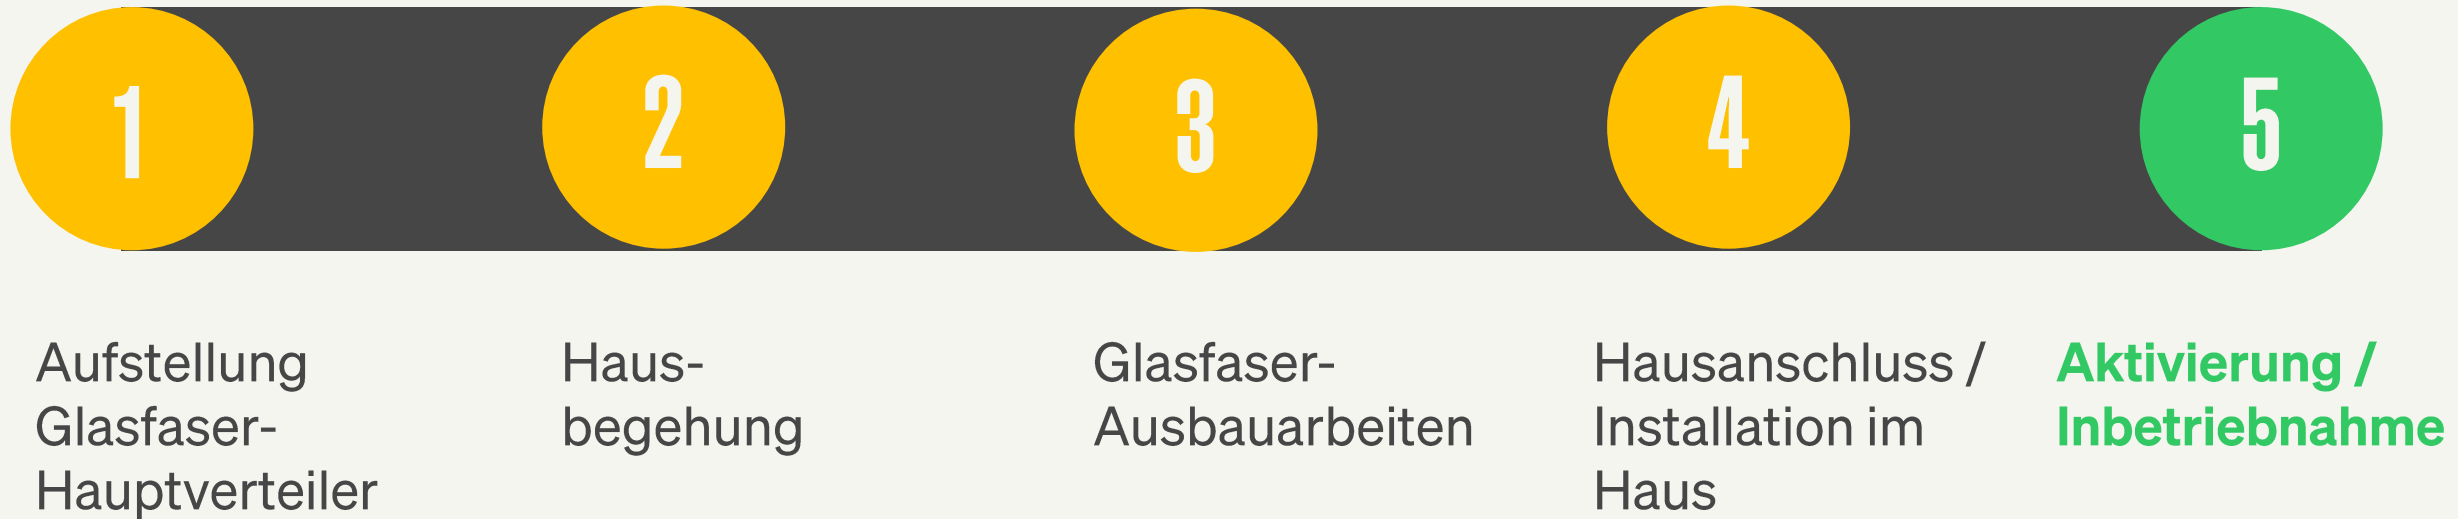 1
2
3
4
5
Aufstellung
Glasfaser-
Hauptverteiler
Haus-
begehung
Glasfaser-
Ausbauarbeiten
Hausanschluss /
Installation im
Haus
Aktivierung /
Inbetriebnahme